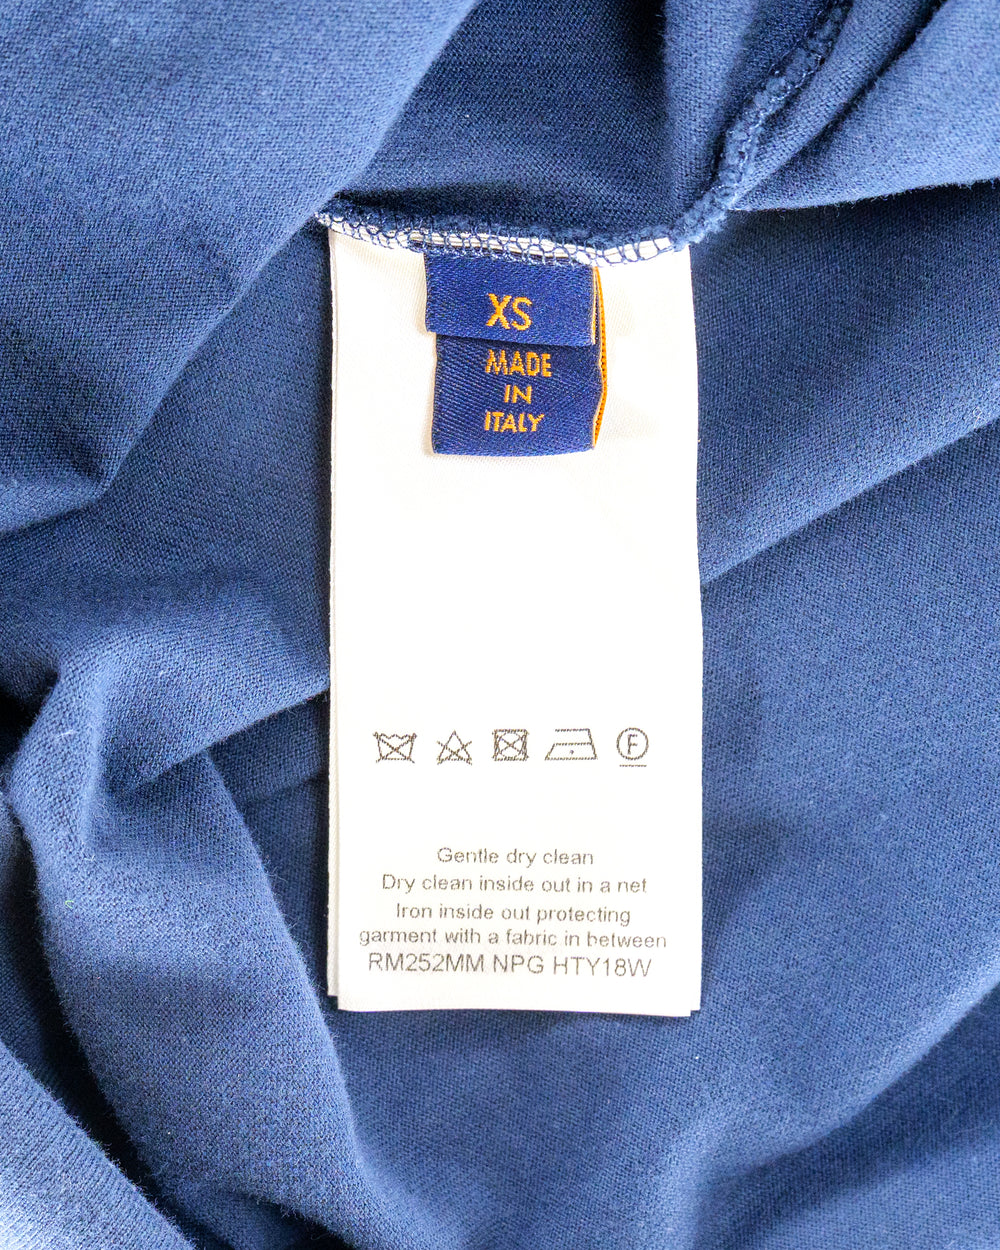 XS
MADE
IN
ITALY
F
Gentle dry clean
Dry clean inside out in a net
Iron inside out protecting
garment with a fabric in between
RM252MM NPG HTY18W